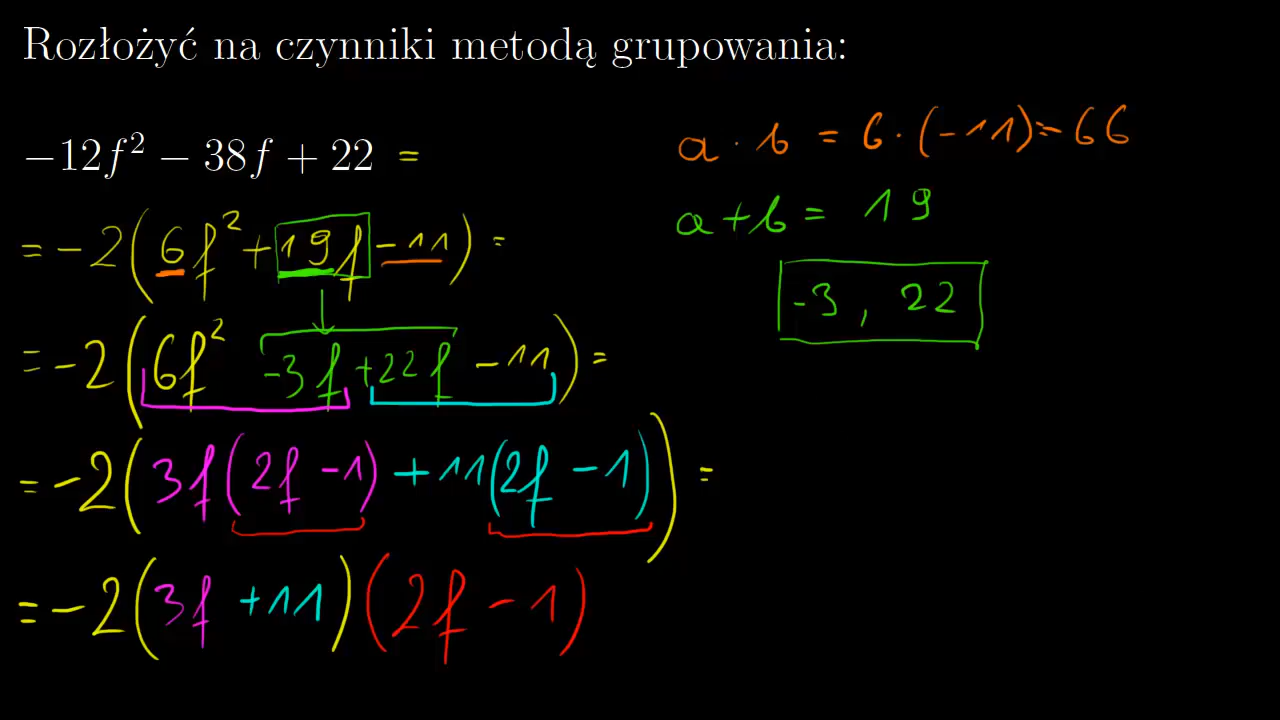 Rozłożyć na czynniki metodą grupowania:
−12f² − 38f + 22 =
= −2(6f² + 19f − 11) =
= −2(6f² −3f +22f − 11) =
= −2(3f(2f − 1) + 11(2f − 1)) =
= −2(3f + 11)(2f − 1)
a · b = 6 · (−11) = −66
a + b = 19
−3 , 22